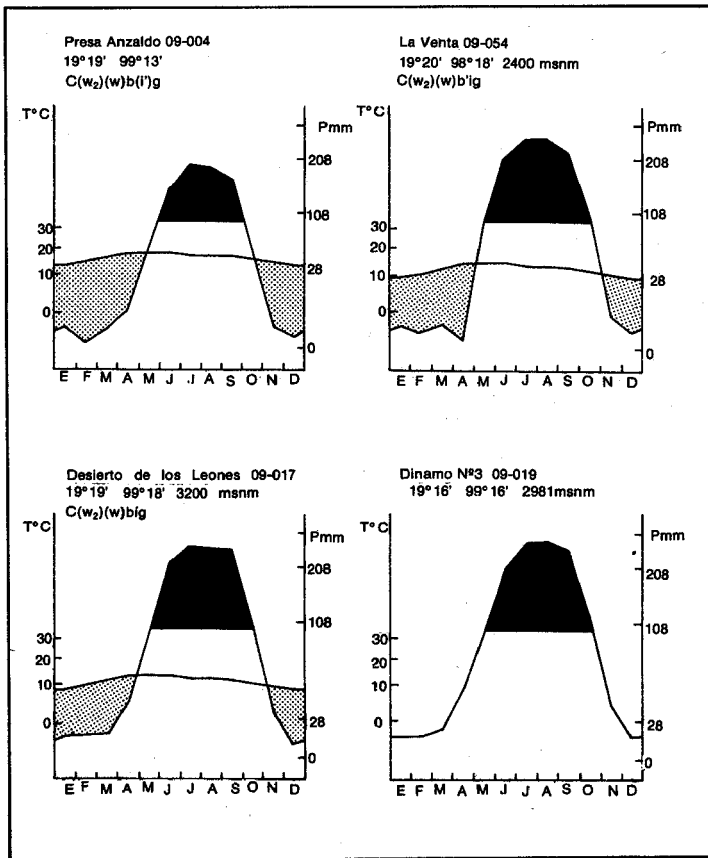 Presa Anzaldo 09-004
19°19' 99°13'
C(w₂)(w)b(i')g
T°C
Pmm
208
108
30
20
28
10
0
0
E F M A M J J A S O N D
La Venta 09-054
19°20' 98°18' 2400 msnm
C(w₂)(w)b'ig
T°C
Pmm
208
108
30
20
10
28
0
0
E F M A M J J A S O N D
Desierto de los Leones 09-017
19°19' 99°18' 3200 msnm
C(w₂)(w)bíg
T°C
Pmm
208
108
30
20
10
0
28
0
E F M A M J J A S O N D
Dinamo Nº3 09-019
19°16' 99°16' 2981msnm
T°C
Pmm
208
108
30
20
10
0
28
0
E F M A M J J A S O N D